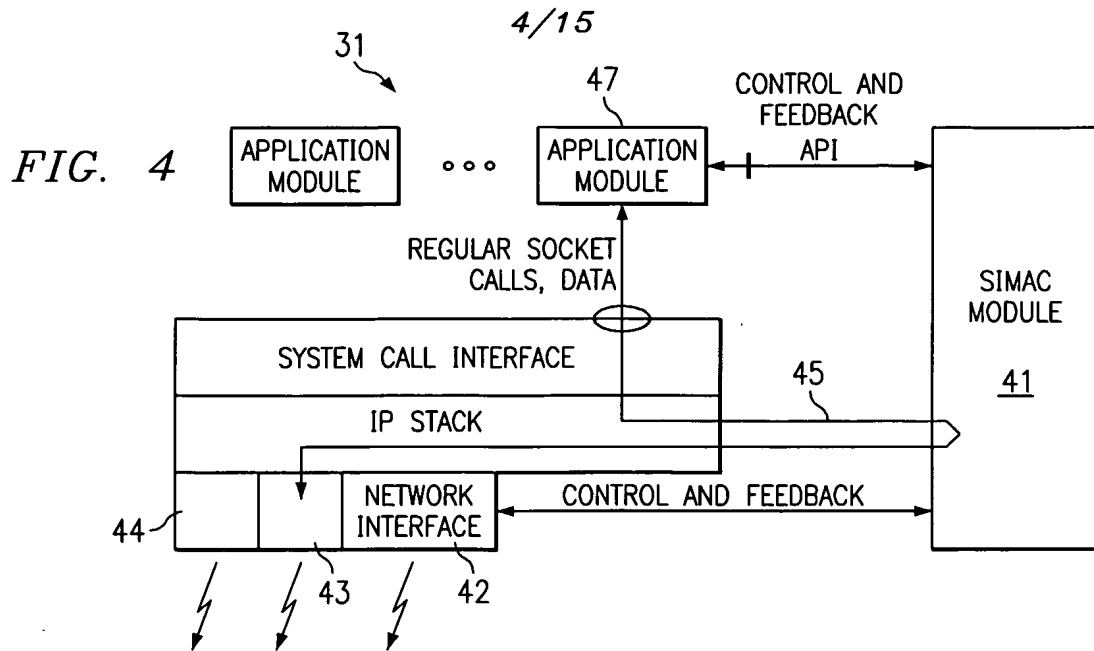 4/15
31
47
CONTROL AND
FEEDBACK
API
FIG. 4
APPLICATION
MODULE
APPLICATION
MODULE
REGULAR SOCKET
CALLS, DATA
SIMAC
MODULE
41
SYSTEM CALL INTERFACE
45
IP STACK
NETWORK
INTERFACE
CONTROL AND FEEDBACK
44
43
42